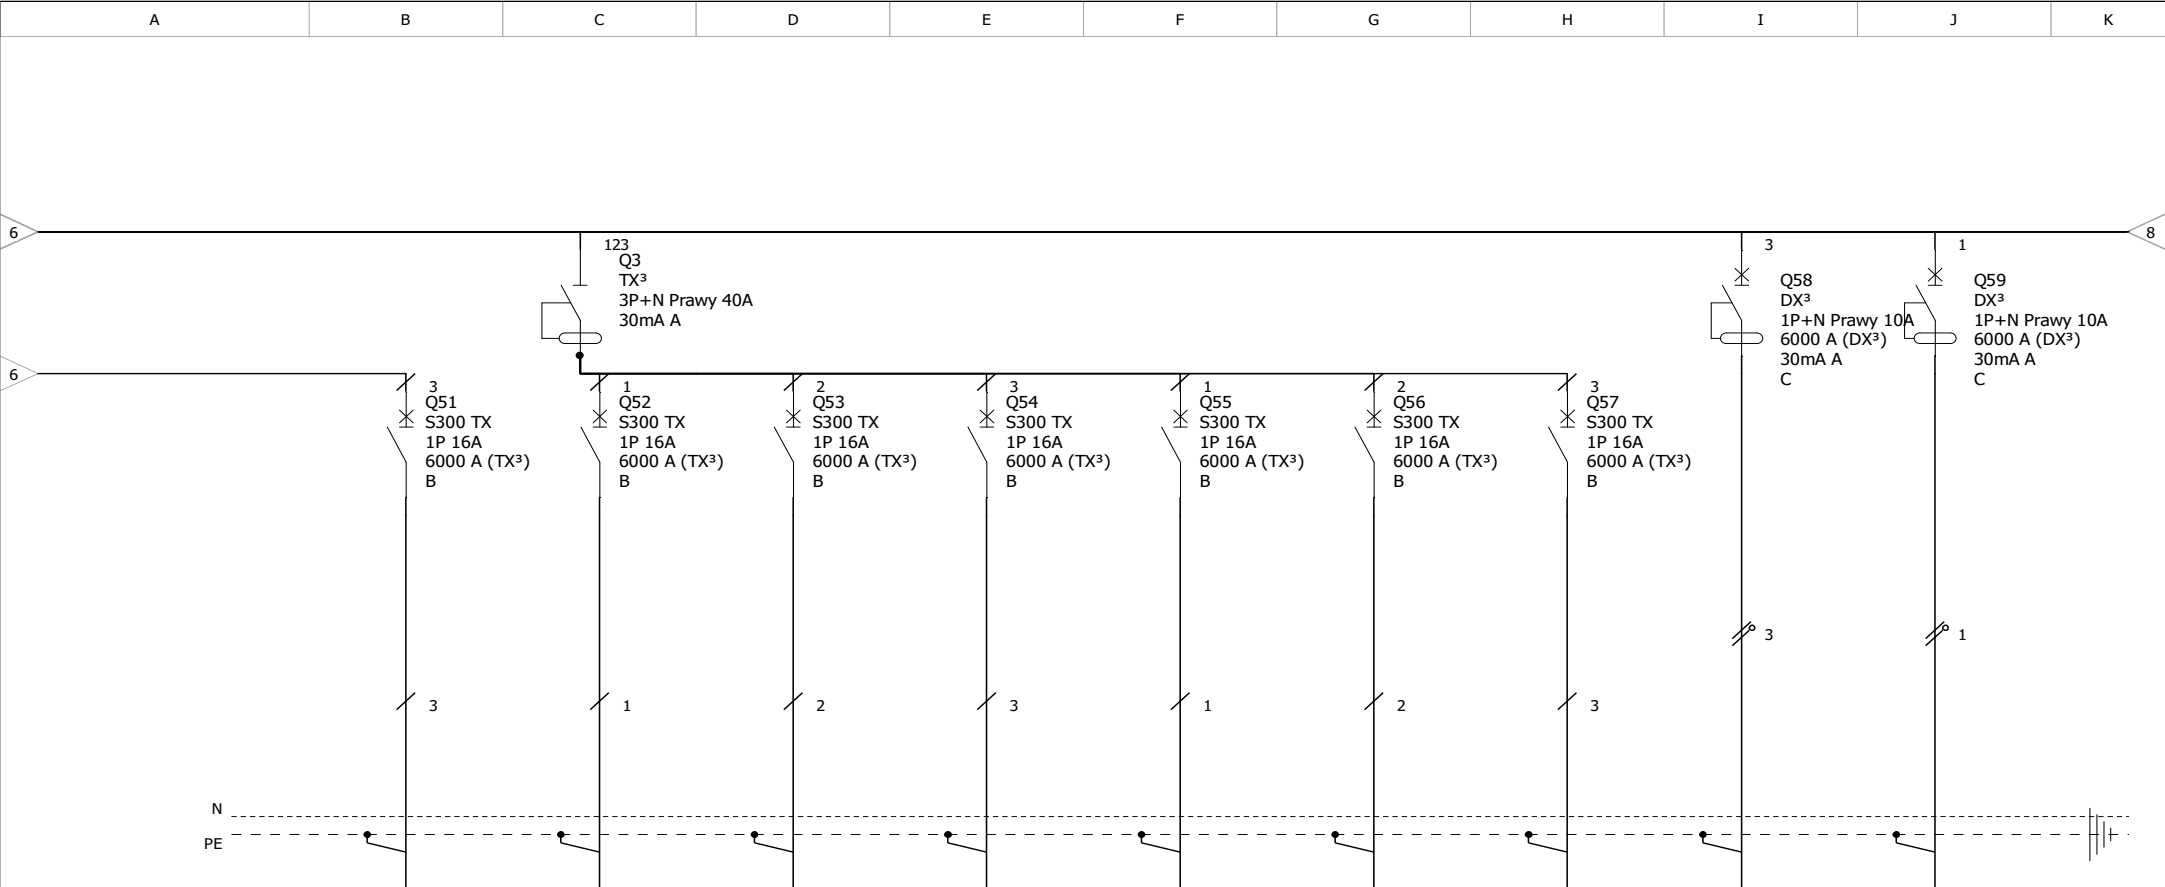 A B C D E F G H I J K
6 8
123
Q3
TX³
3P+N Prawy 40A
30mA A
3
Q58
DX³
1P+N Prawy 10A
6000 A (DX³)
30mA A
C
1
Q59
DX³
1P+N Prawy 10A
6000 A (DX³)
30mA A
C
6
3
Q51
S300 TX
1P 16A
6000 A (TX³)
B
1
Q52
S300 TX
1P 16A
6000 A (TX³)
B
2
Q53
S300 TX
1P 16A
6000 A (TX³)
B
3
Q54
S300 TX
1P 16A
6000 A (TX³)
B
1
Q55
S300 TX
1P 16A
6000 A (TX³)
B
2
Q56
S300 TX
1P 16A
6000 A (TX³)
B
3
Q57
S300 TX
1P 16A
6000 A (TX³)
B
3 1
3 1 2 3 1 2 3
N
PE